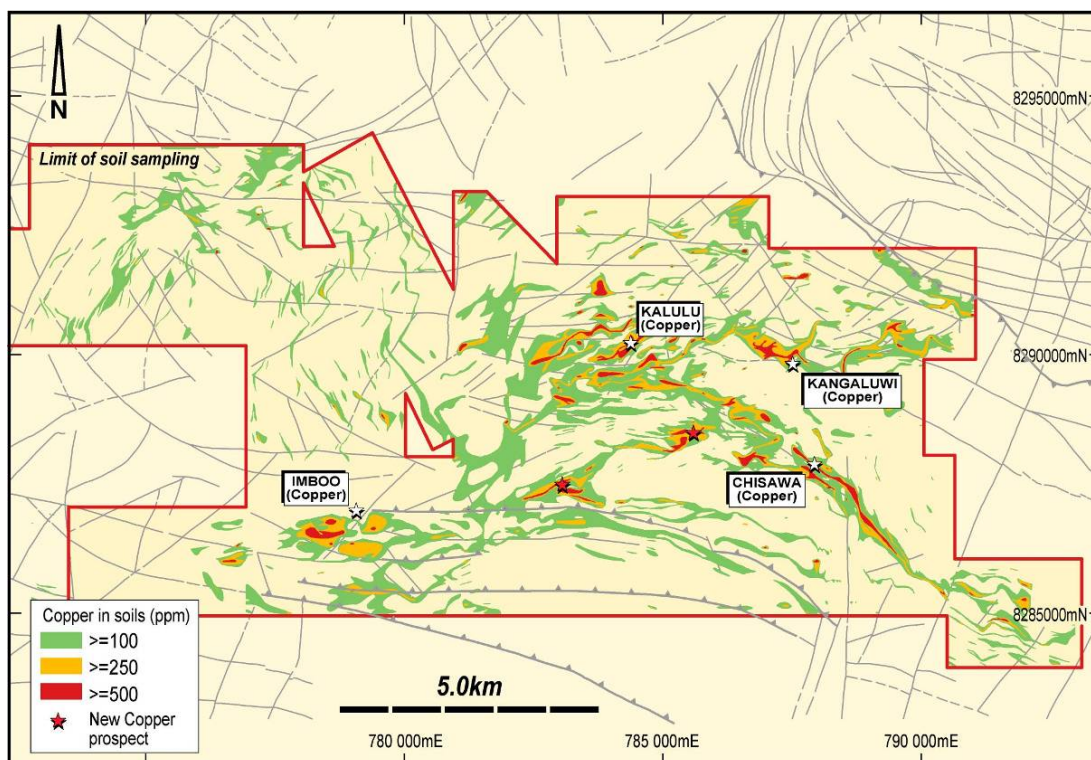 N
8295000mN
Limit of soil sampling
KALULU
(Copper)
8290000mN
KANGALUWI
(Copper)
IMBOO
(Copper)
CHISAWA
(Copper)
Copper in soils (ppm)
>=100
>=250
>=500
New Copper
prospect
8285000mN
5.0km
780 000mE
785 000mE
790 000mE